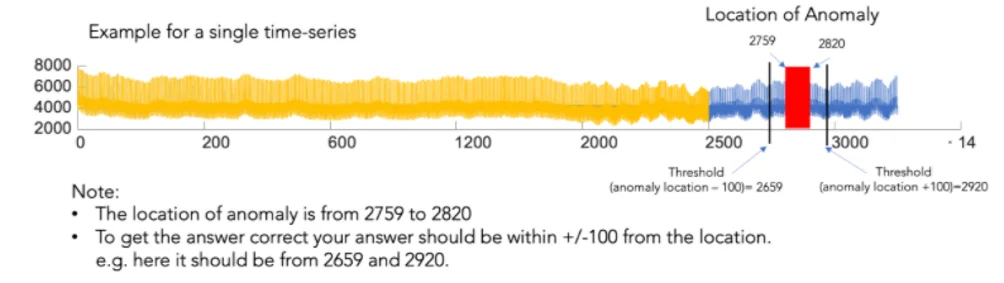 Location of Anomaly
Example for a single time-series
2759
2820
8000
6000
4000
2000
0
200
600
1200
2000
2500
3000
- 14
Threshold
(anomaly location – 100)= 2659
Threshold
(anomaly location +100)=2920
Note:
• The location of anomaly is from 2759 to 2820
• To get the answer correct your answer should be within +/-100 from the location.
e.g. here it should be from 2659 and 2920.